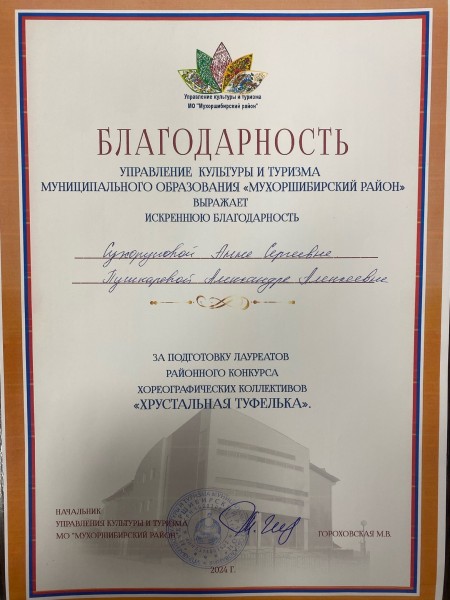 Управление культуры и туризма
МО "Мухоршибирский район"
БЛАГОДАРНОСТЬ
УПРАВЛЕНИЕ КУЛЬТУРЫ И ТУРИЗМА
МУНИЦИПАЛЬНОГО ОБРАЗОВАНИЯ «МУХОРШИБИРСКИЙ РАЙОН»
ВЫРАЖАЕТ
ИСКРЕННЮЮ БЛАГОДАРНОСТЬ
Сухоруковой Анне Сергеевне
Пушкаревой Александре Алексеевне
ЗА ПОДГОТОВКУ ЛАУРЕАТОВ
РАЙОННОГО КОНКУРСА
ХОРЕОГРАФИЧЕСКИХ КОЛЛЕКТИВОВ
«ХРУСТАЛЬНАЯ ТУФЕЛЬКА».
НАЧАЛЬНИК
УПРАВЛЕНИЯ КУЛЬТУРЫ И ТУРИЗМА
МО "МУХОРШИБИРСКИЙ РАЙОН" ГОРОХОВСКАЯ М.В.
2024 Г.